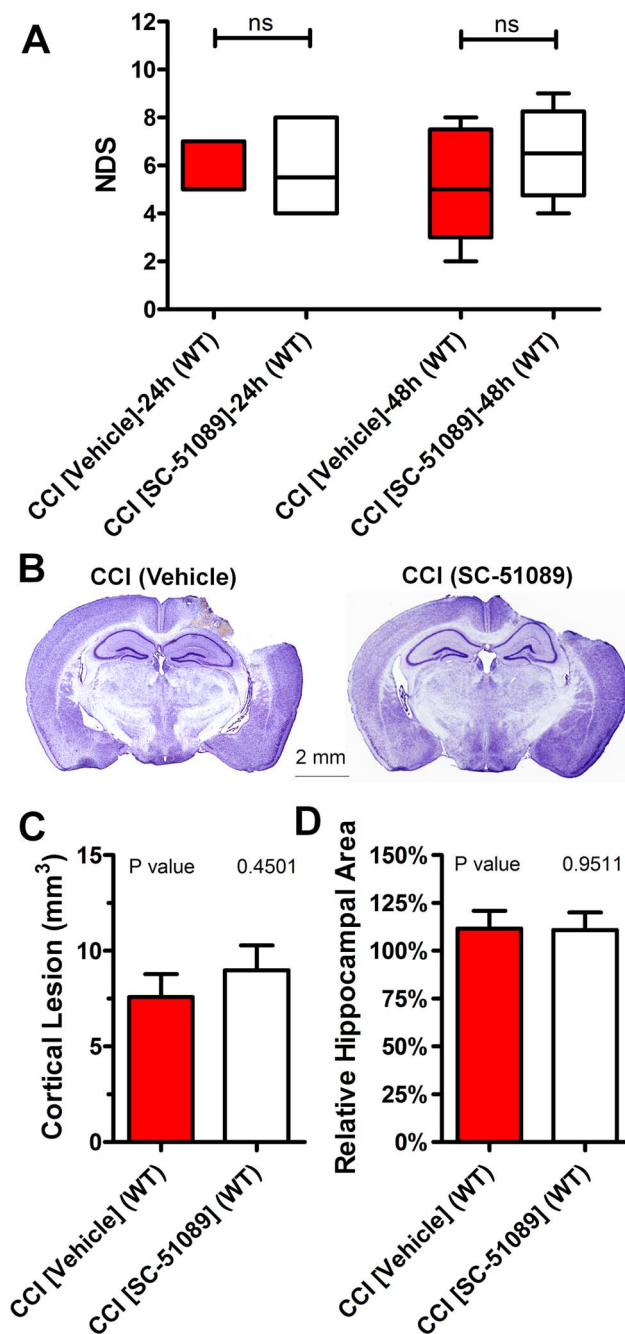 A
ns
ns
NDS
12
10
8
6
4
2
0
CCI [Vehicle]-24h (WT)
CCI [SC-51089]-24h (WT)
CCI [Vehicle]-48h (WT)
CCI [SC-51089]-48h (WT)
B
CCI (Vehicle)
CCI (SC-51089)
2 mm
C
Cortical Lesion (mm³)
15
10
5
0
P value 0.4501
CCI [Vehicle] (WT)
CCI [SC-51089] (WT)
D
Relative Hippocampal Area
150%
125%
100%
75%
50%
25%
0%
P value 0.9511
CCI [Vehicle] (WT)
CCI [SC-51089] (WT)